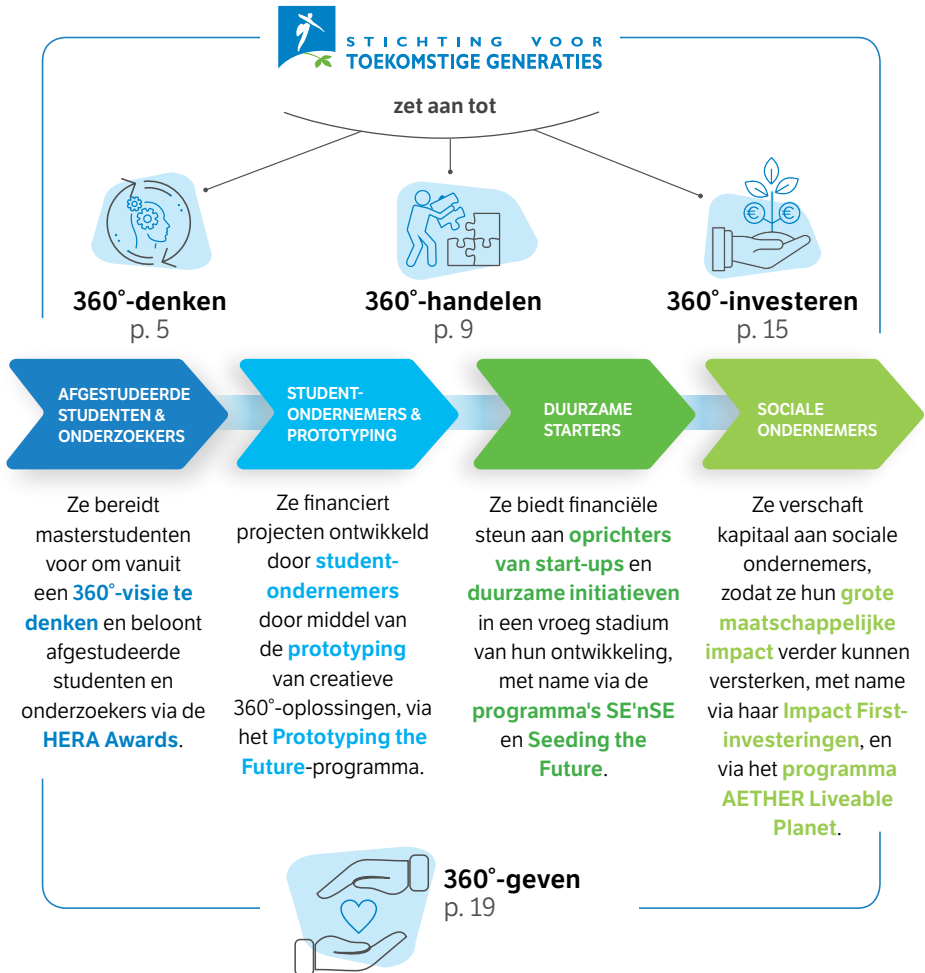 STICHTING VOOR
TOEKOMSTIGE GENERATIES
zet aan tot
360°-denken
p. 5
360°-handelen
p. 9
360°-investeren
p. 15
AFGESTUDEERDE
STUDENTEN &
ONDERZOEKERS
STUDENT-
ONDERNEMERS &
PROTOTYPING
DUURZAME
STARTERS
SOCIALE
ONDERNEMERS
Ze bereidt
masterstudenten
voor om vanuit
een 360°-visie te
denken en beloont
afgestudeerde
studenten en
onderzoekers via de
HERA Awards.
Ze financiert
projecten ontwikkeld
door student-
ondernemers
door middel van
de prototyping
van creatieve
360°-oplossingen, via
het Prototyping the
Future-programma.
Ze biedt financiële
steun aan oprichters
van start-ups en
duurzame initiatieven
in een vroeg stadium
van hun ontwikkeling,
met name via de
programma's SE'nSE
en Seeding the
Future.
Ze verschaft
kapitaal aan sociale
ondernemers,
zodat ze hun grote
maatschappelijke
impact verder kunnen
versterken, met name
via haar Impact First-
investeringen, en
via het programma
AETHER Liveable
Planet.
360°-geven
p. 19